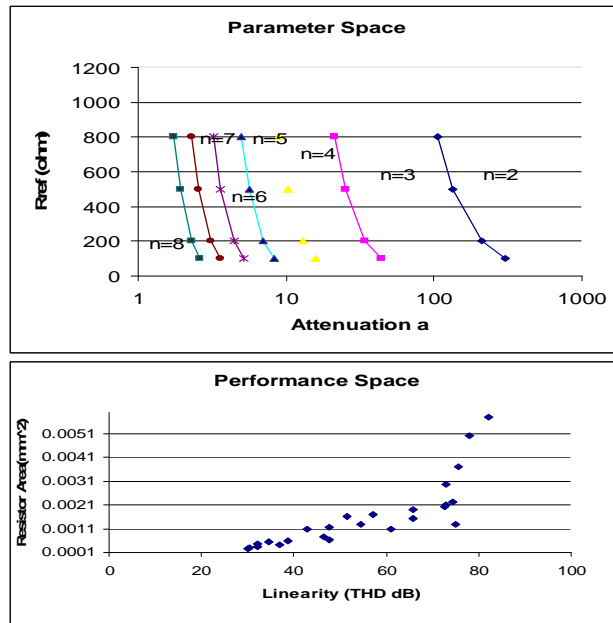 Parameter Space
1200
1000
800
600
400
200
0
Rref (ohm)
n=7
n=5
n=4
n=3
n=2
n=6
n=8
1
10
100
1000
Attenuation a
Performance Space
0.0051
0.0041
0.0031
0.0021
0.0011
0.0001
Resistor Area(mm^2)
0
20
40
60
80
100
Linearity (THD dB)